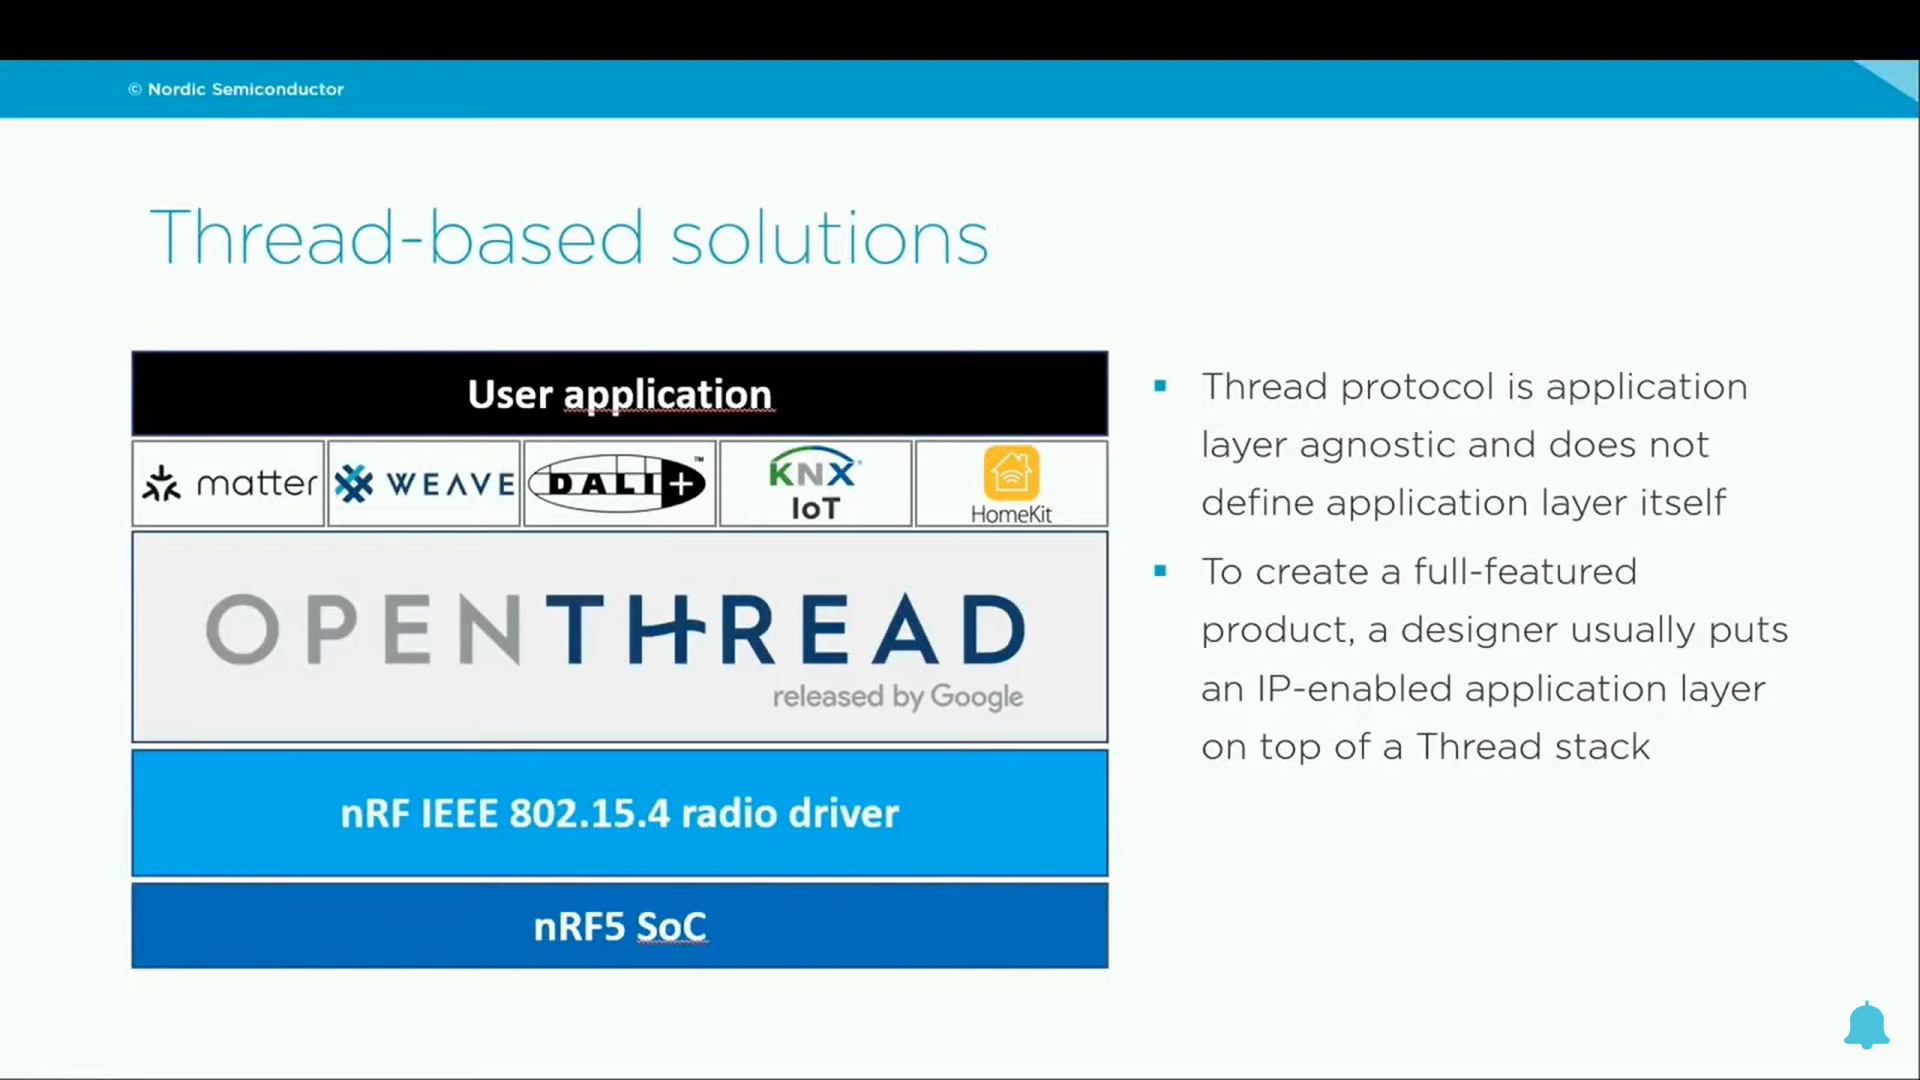 © Nordic Semiconductor
Thread-based solutions
User application
matter
WEAVE
DALI+™
KNX
IoT
HomeKit
OPENTHREAD
released by Google
nRF IEEE 802.15.4 radio driver
nRF5 SoC
▪ Thread protocol is application
layer agnostic and does not
define application layer itself
▪ To create a full-featured
product, a designer usually puts
an IP-enabled application layer
on top of a Thread stack